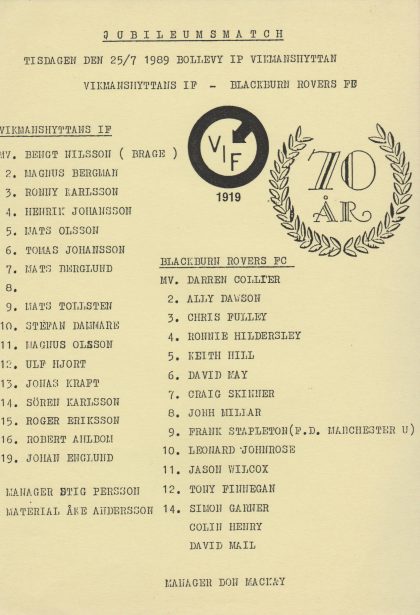 JUBILEUMSMATCH
TISDAGEN DEN 25/7 1989 BOLLEVY IP VIKMANSHYTTAN
VIKMANSHYTTANS IF - BLACKBURN ROVERS FC
VIF
1919
70
ÅR
VIKMANSHYTTANS IF
MV. BENGT NILSSON ( BRAGE )
2. MAGNUS BERGMAN
3. RONNY KARLSSON
4. HENRIK JOHANSSON
5. MATS OLSSON
6. TOMAS JOHANSSON
7. MATS BERGLUND
8.
9. MATS TOLLSTEN
10. STEFAN DAMMARE
11. MAGNUS OLSSON
12. ULF HJORT
13. JONAS KRAFT
14. SÖREN KARLSSON
15. ROGER ERIKSSON
16. ROBERT AHLDOM
19. JOHAN ENGLUND
MANAGER STIG PERSSON
MATERIAL ÅKE ANDERSSON
BLACKBURN ROVERS FC
MV. DARREN COLLIER
2. ALLY DAWSON
3. CHRIS PULLEY
4. RONNIE HILDERSLEY
5. KEITH HILL
6. DAVID MAY
7. CRAIG SKINNER
8. JOHN MILLAR
9. FRANK STAPLETON(F.D. MANCHESTER U)
10. LEONARD JOHNROSE
11. JASON WILCOX
12. TONY FINNEGAN
14. SIMON GARNER
COLIN HENRY
DAVID MAIL
MANAGER DON MACKAY